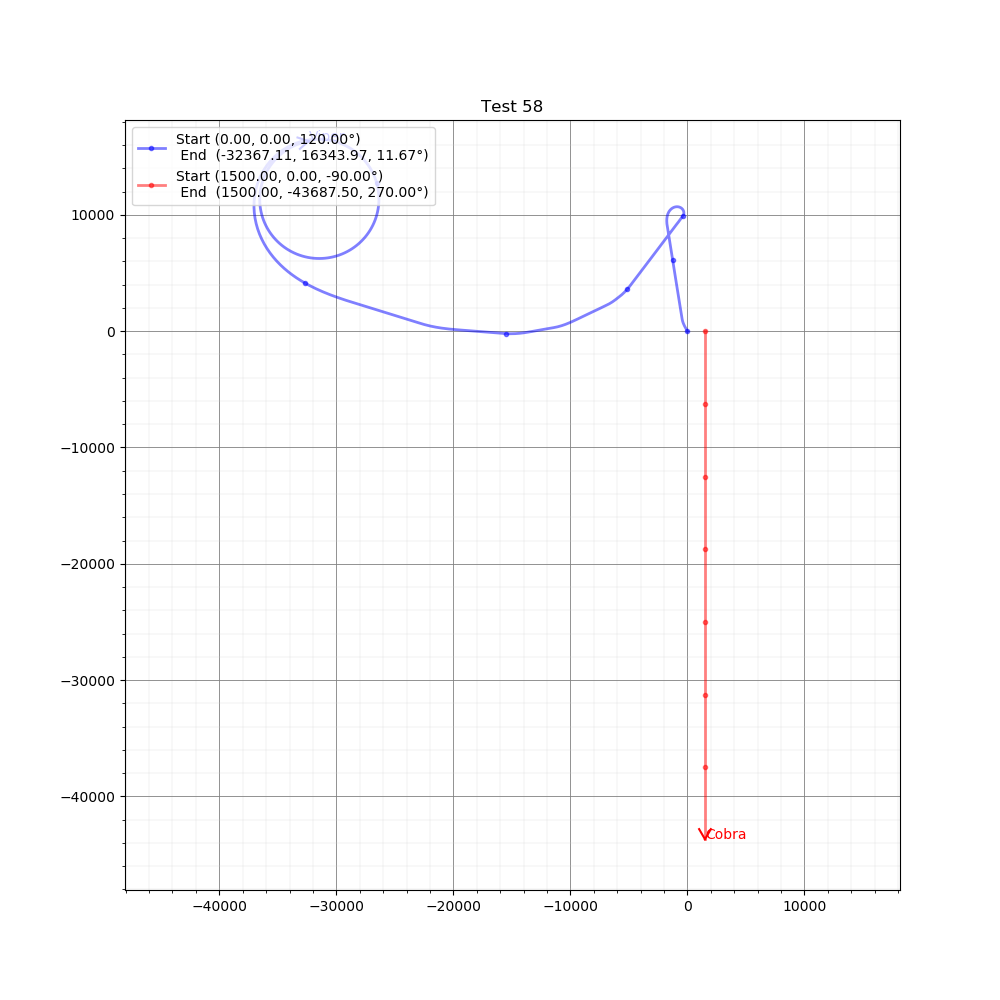 Test 58
Start (0.00, 0.00, 120.00°)
End (-32367.11, 16343.97, 11.67°)
Start (1500.00, 0.00, -90.00°)
End (1500.00, -43687.50, 270.00°)
10000
0
−10000
−20000
−30000
−40000
Cobra
−40000
−30000
−20000
−10000
0
10000